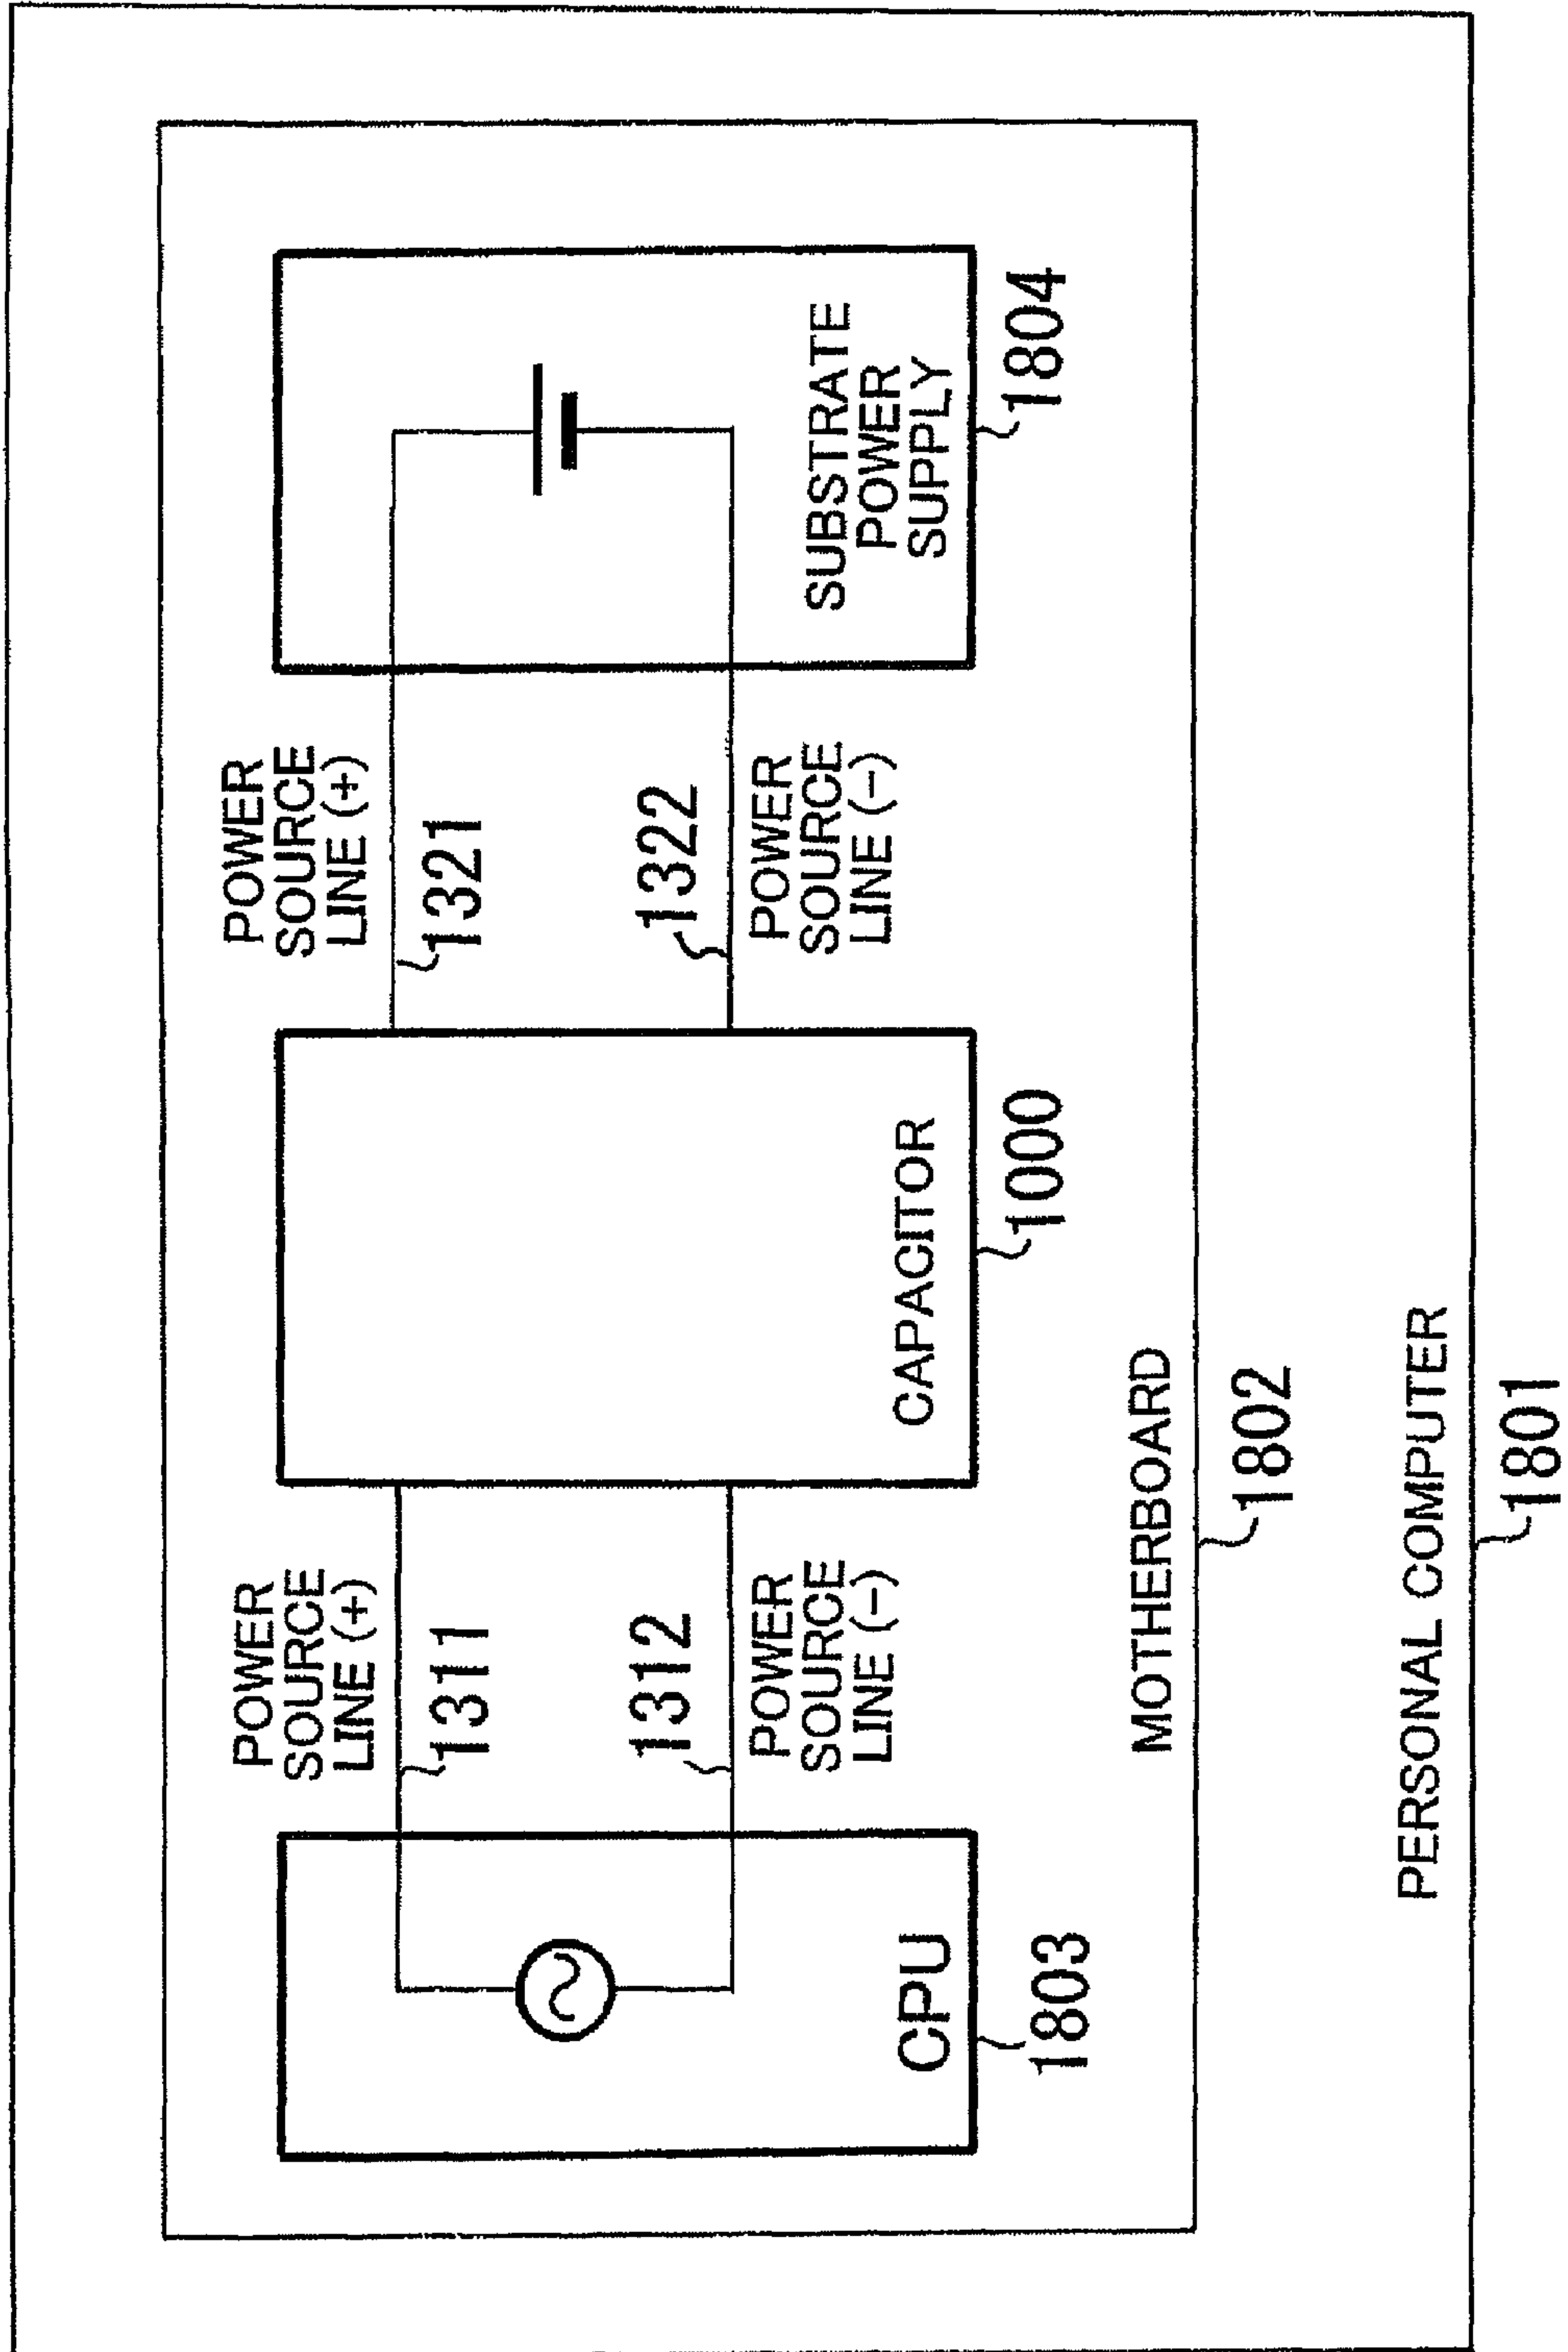 POWER
SOURCE
LINE (+)
1311
1312
POWER
SOURCE
LINE (−)
CPU
1803
POWER
SOURCE
LINE (+)
1321
1322
POWER
SOURCE
LINE (−)
CAPACITOR
1000
SUBSTRATE
POWER
SUPPLY
1804
MOTHERBOARD
1802
PERSONAL COMPUTER
1801